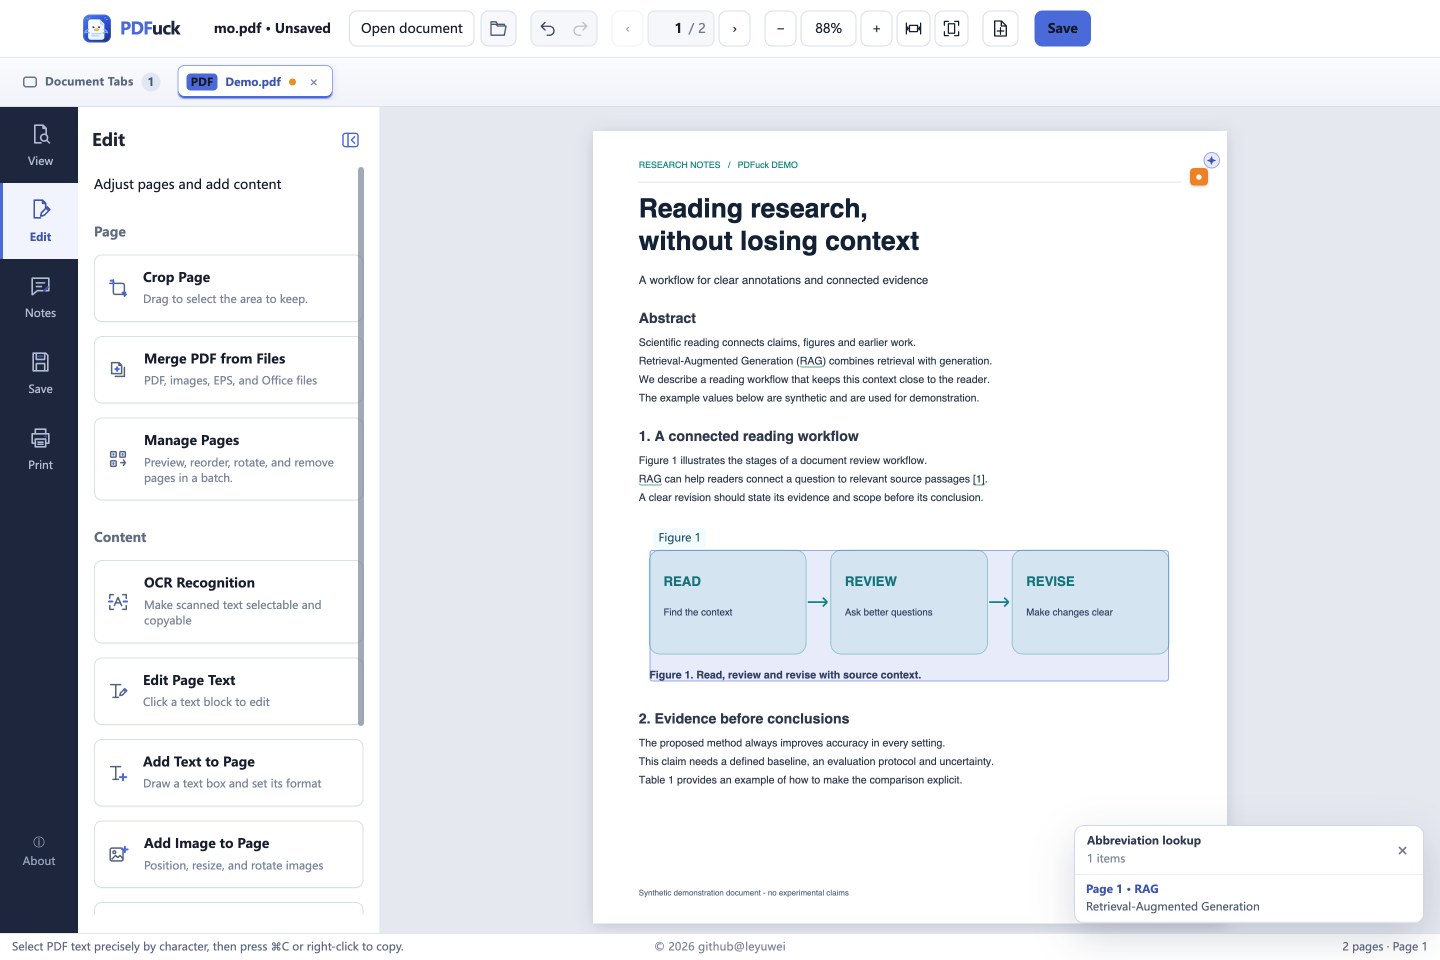 PDFuck
mo.pdf • Unsaved
Open document
‹
1 / 2
›
−
88%
+
Save
Document Tabs 1
PDF Demo.pdf ×
View
Edit
Notes
Save
Print
About
Edit
Adjust pages and add content
Page
Crop Page
Drag to select the area to keep.
Merge PDF from Files
PDF, images, EPS, and Office files
Manage Pages
Preview, reorder, rotate, and remove
pages in a batch.
Content
OCR Recognition
Make scanned text selectable and
copyable
Edit Page Text
Click a text block to edit
Add Text to Page
Draw a text box and set its format
Add Image to Page
Position, resize, and rotate images
RESEARCH NOTES / PDFuck DEMO
Reading research,
without losing context
A workflow for clear annotations and connected evidence
Abstract
Scientific reading connects claims, figures and earlier work.
Retrieval-Augmented Generation (RAG) combines retrieval with generation.
We describe a reading workflow that keeps this context close to the reader.
The example values below are synthetic and are used for demonstration.
1. A connected reading workflow
Figure 1 illustrates the stages of a document review workflow.
RAG can help readers connect a question to relevant source passages [1].
A clear revision should state its evidence and scope before its conclusion.
Figure 1
READ
Find the context
REVIEW
Ask better questions
REVISE
Make changes clear
Figure 1. Read, review and revise with source context.
2. Evidence before conclusions
The proposed method always improves accuracy in every setting.
This claim needs a defined baseline, an evaluation protocol and uncertainty.
Table 1 provides an example of how to make the comparison explicit.
Synthetic demonstration document - no experimental claims
Abbreviation lookup
1 items
×
Page 1 • RAG
Retrieval-Augmented Generation
Select PDF text precisely by character, then press ⌘C or right-click to copy.
© 2026 github@leyuwei
2 pages · Page 1